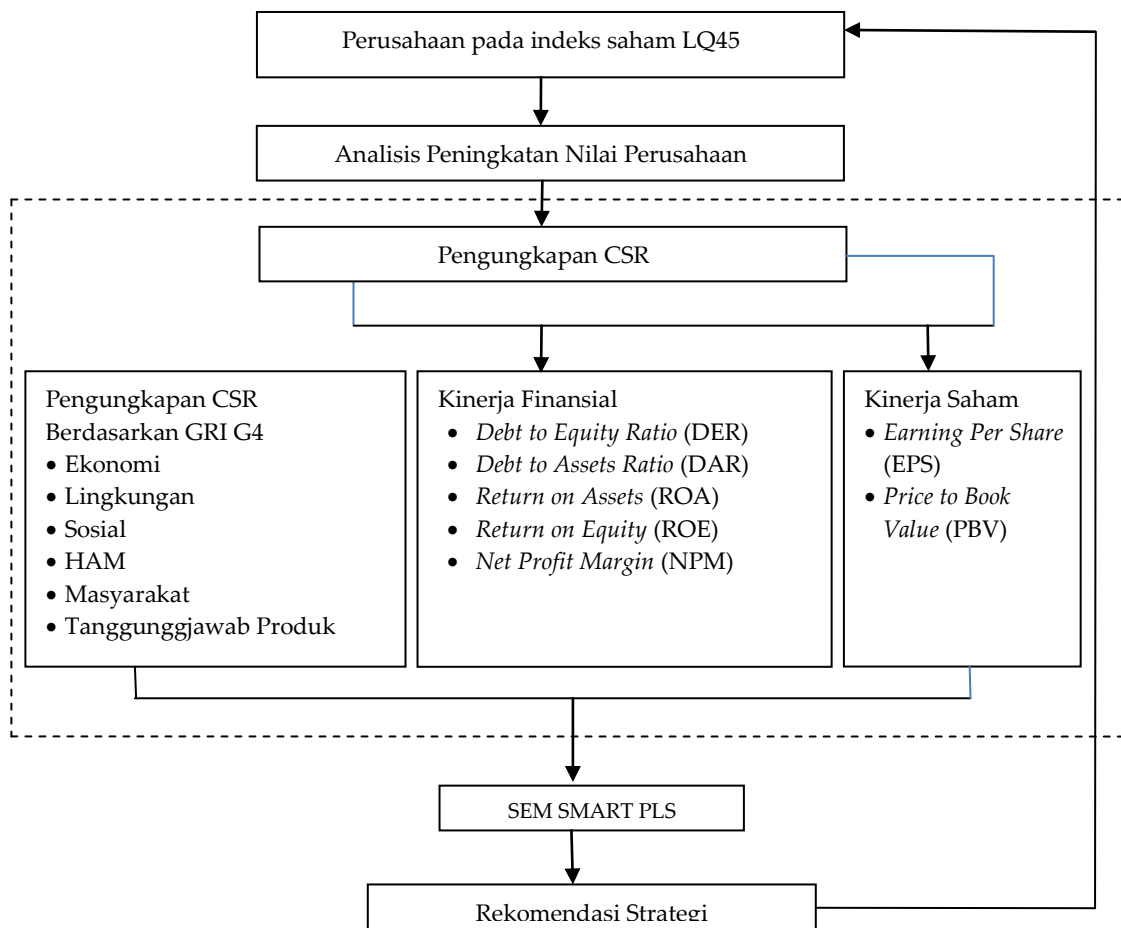 Perusahaan pada indeks saham LQ45
Analisis Peningkatan Nilai Perusahaan
Pengungkapan CSR
Pengungkapan CSR
Berdasarkan GRI G4
• Ekonomi
• Lingkungan
• Sosial
• HAM
• Masyarakat
• Tanggunggjawab Produk
Kinerja Finansial
• Debt to Equity Ratio (DER)
• Debt to Assets Ratio (DAR)
• Return on Assets (ROA)
• Return on Equity (ROE)
• Net Profit Margin (NPM)
Kinerja Saham
• Earning Per Share
(EPS)
• Price to Book
Value (PBV)
SEM SMART PLS
Rekomendasi Strategi